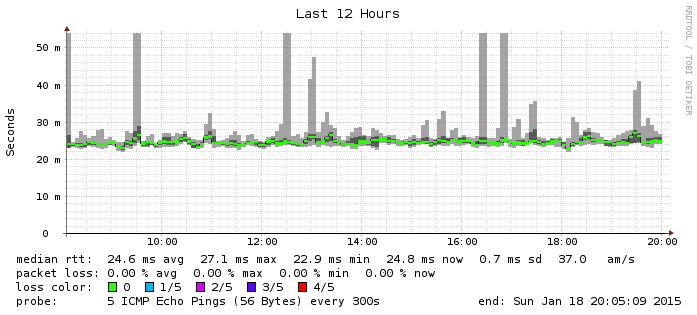 Last 12 Hours
RRDTOOL / TOBI OETIKER
Seconds
50 m
40 m
30 m
20 m
10 m
0
10:00 12:00 14:00 16:00 18:00 20:00
median rtt: 24.6 ms avg 27.1 ms max 22.9 ms min 24.8 ms now 0.7 ms sd 37.0 am/s
packet loss: 0.00 % avg 0.00 % max 0.00 % min 0.00 % now
loss color: 0 1/5 2/5 3/5 4/5
probe: 5 ICMP Echo Pings (56 Bytes) every 300s end: Sun Jan 18 20:05:09 2015